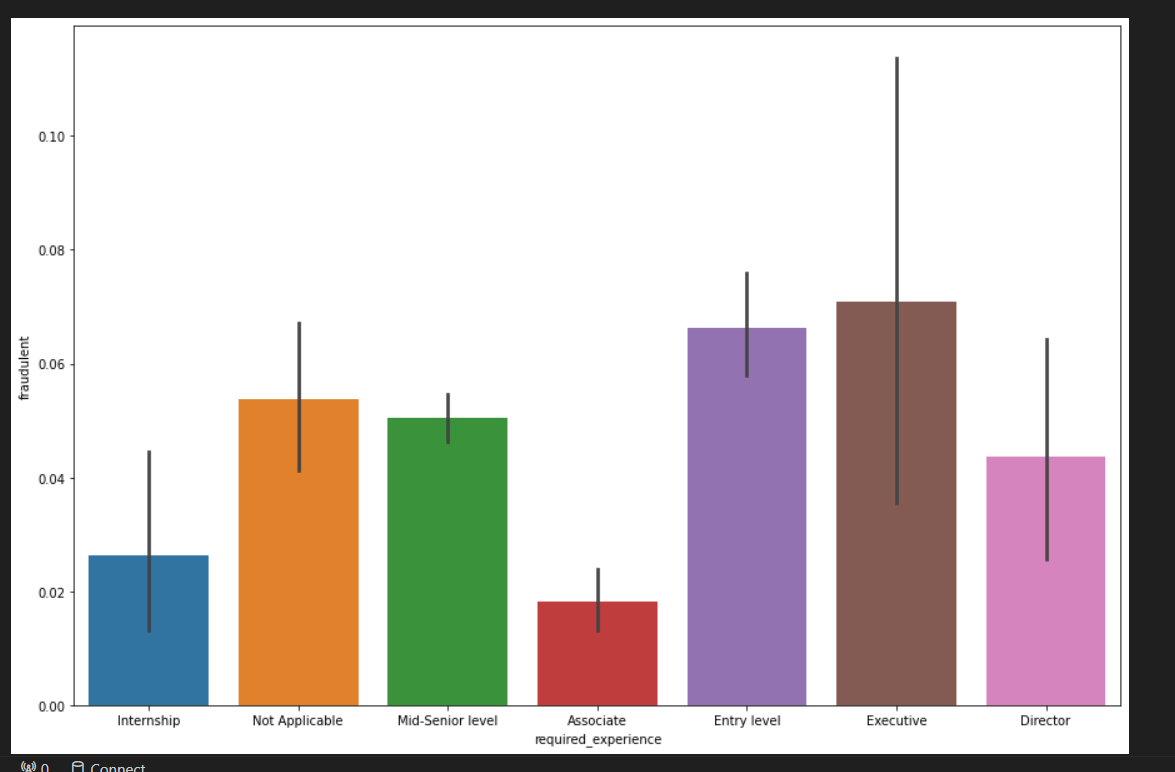 0.10
0.08
0.06
0.04
0.02
0.00
fraudulent
Internship Not Applicable Mid-Senior level Associate Entry level Executive Director
required_experience
0 Connect